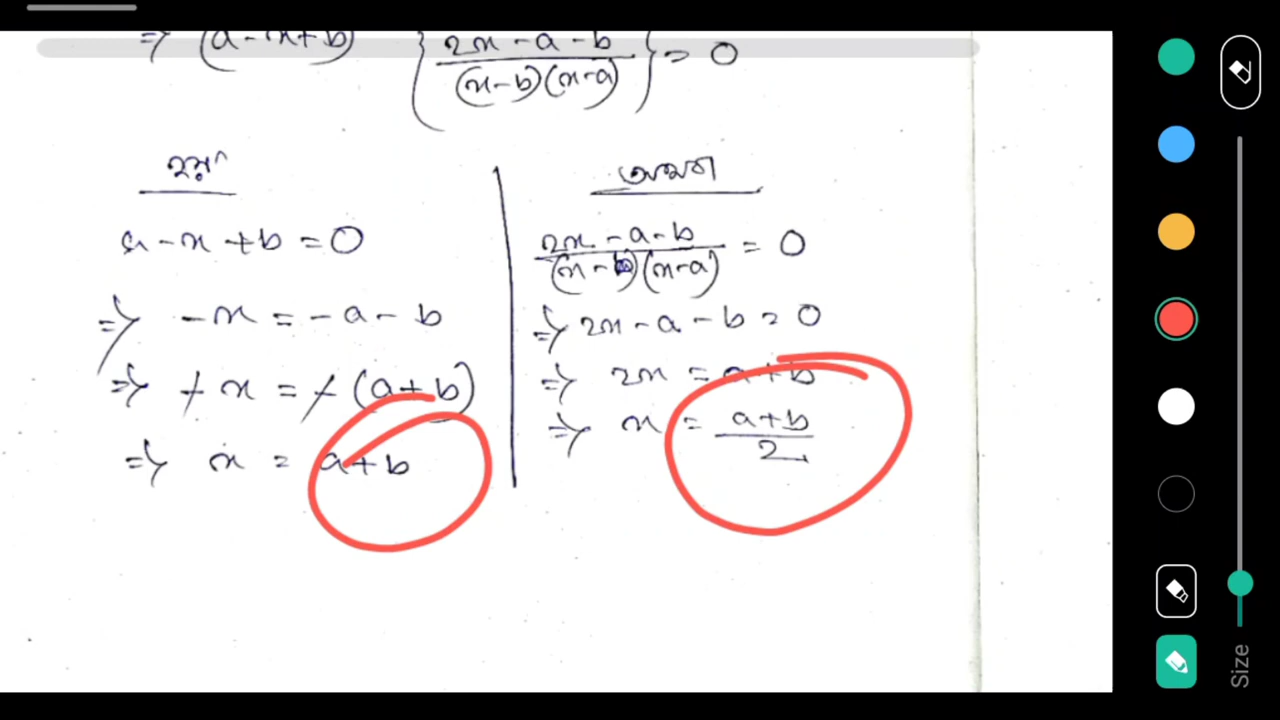 ⇒ (a-x+b) {2x-a-b/(x-b)(x-a)} = 0
হয়
a-x+b=0
⇒ -x = -a-b
⇒ -x = -(a+b)
⇒ x = a+b
অথবা
2x-a-b/(x-b)(x-a) = 0
⇒ 2x-a-b=0
⇒ 2x = a+b
⇒ x = a+b/2
Size